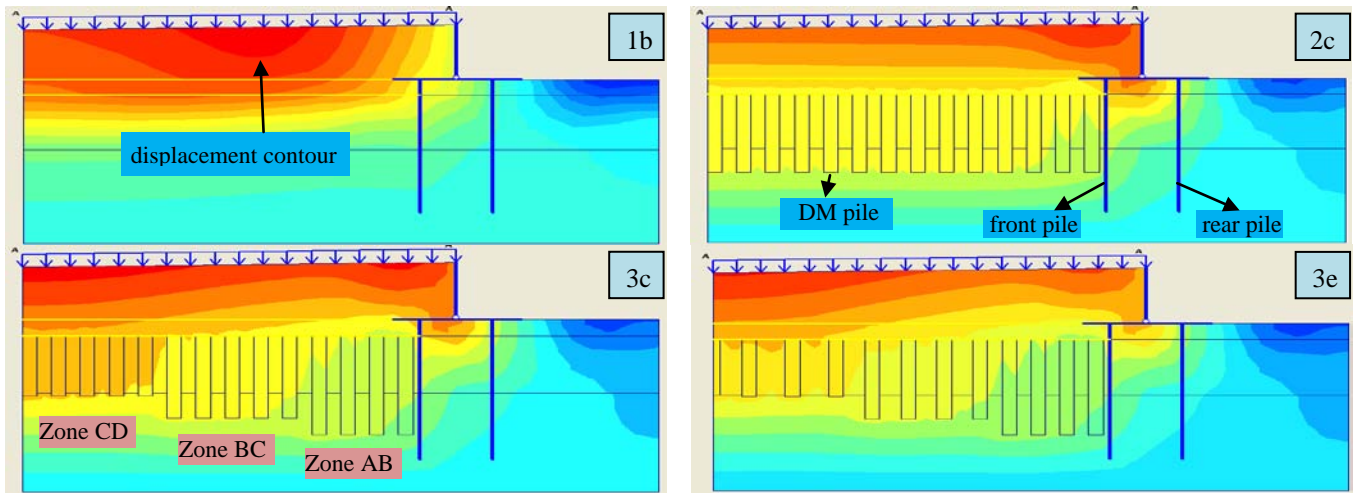 A
A
1b
displacement contour
A
A
2c
DM pile
front pile
rear pile
A
3c
Zone CD
Zone BC
Zone AB
A
A
3e